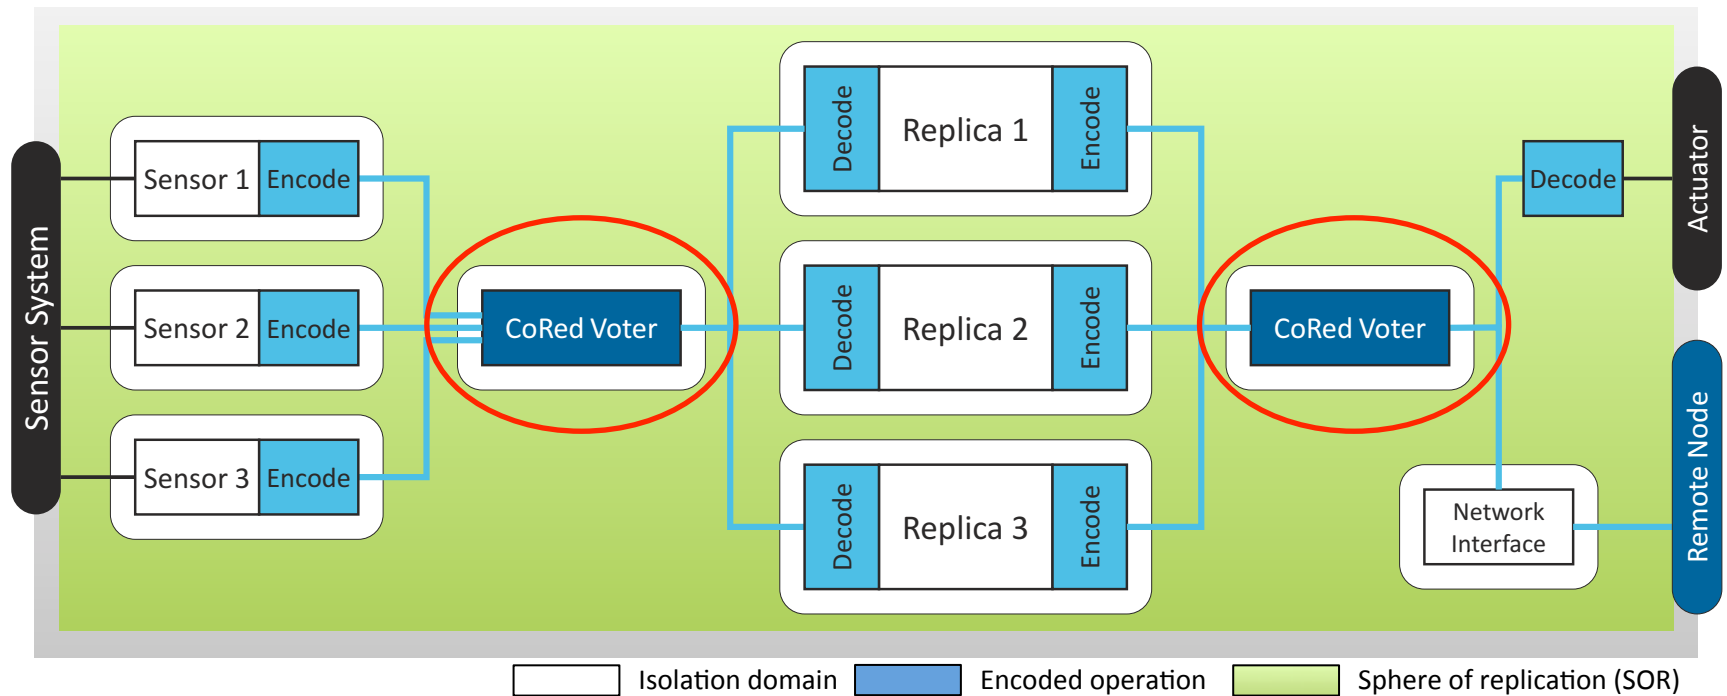 Sensor System
Sensor 1
Encode
Sensor 2
Encode
Sensor 3
Encode
CoRed Voter
Decode
Replica 1
Encode
Decode
Replica 2
Encode
Decode
Replica 3
Encode
CoRed Voter
Decode
Network
Interface
Actuator
Remote Node
Isolation domain
Encoded operation
Sphere of replication (SOR)